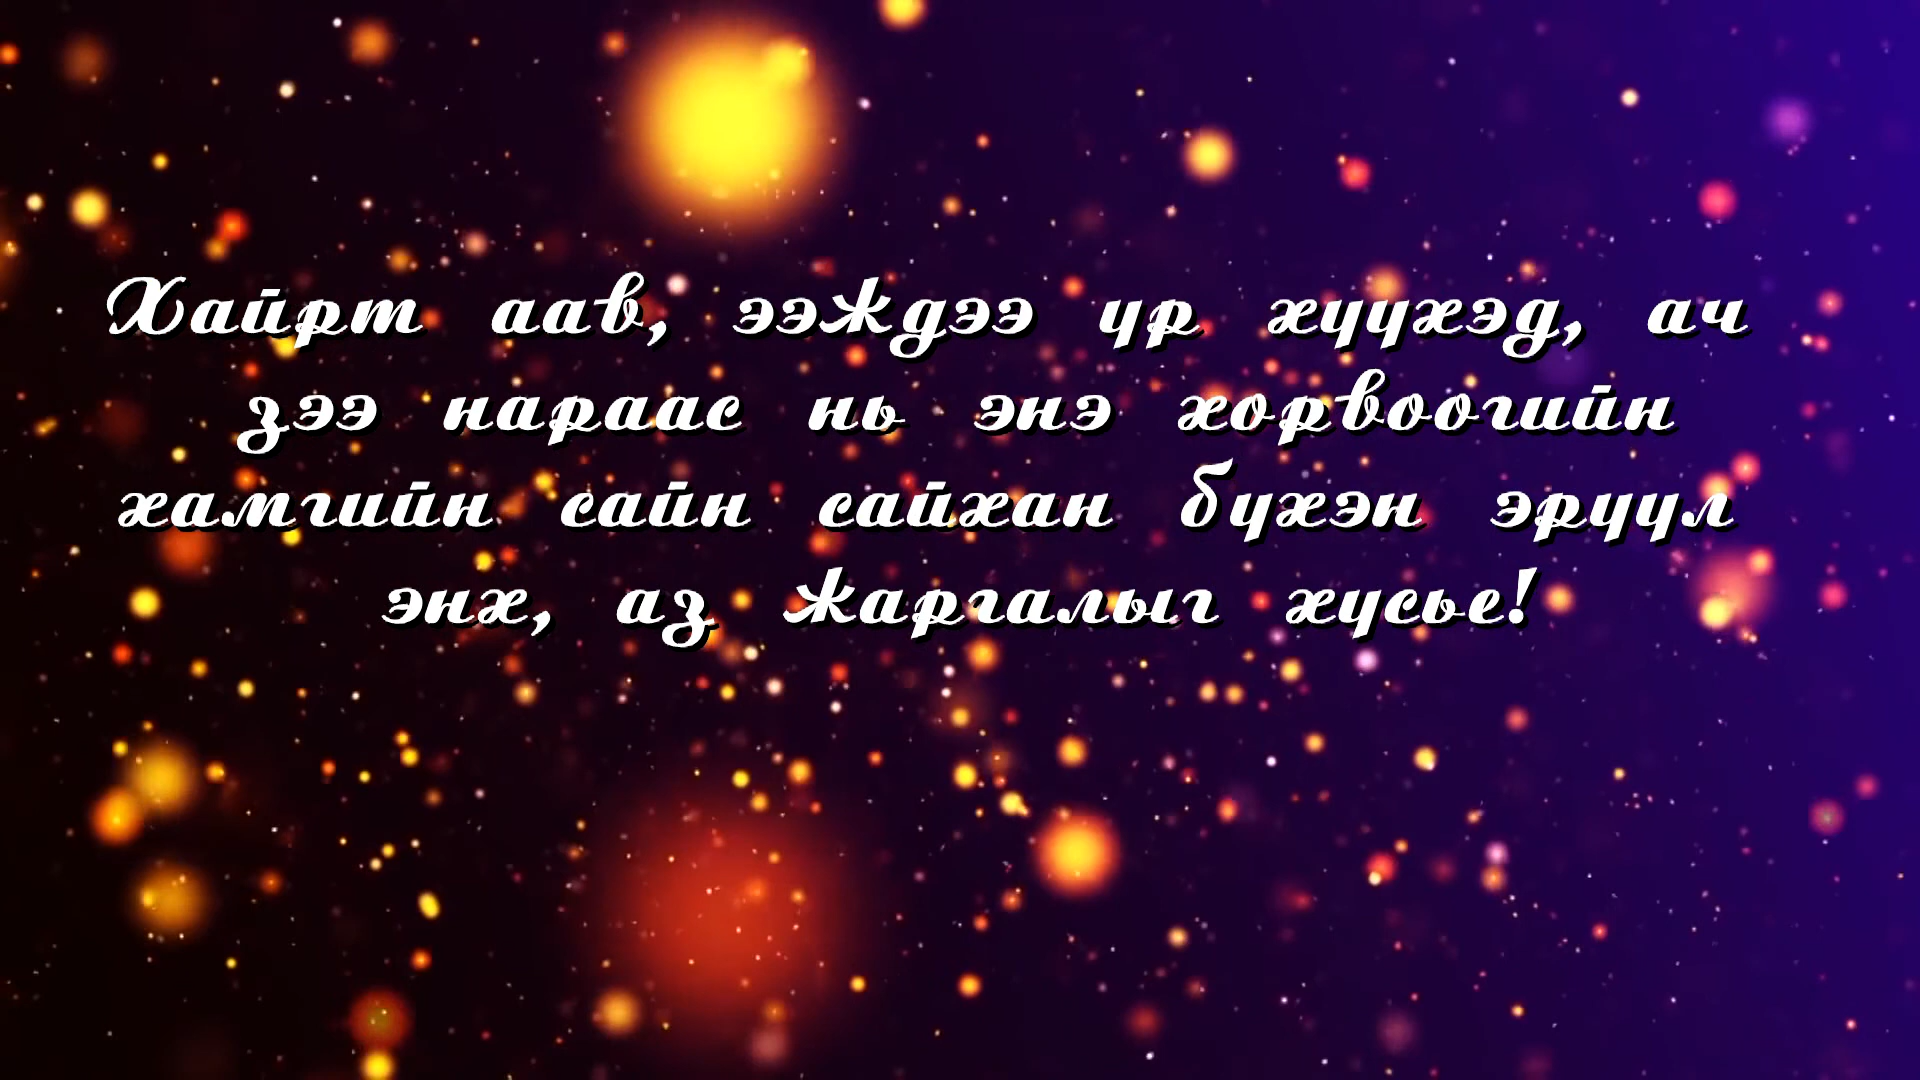 Хайрт аав, ээждээ үр хүүхэд, ач
зээ нараас нь энэ хорвоогийн
хамгийн сайн сайхан бүхэн эрүүл
энх, аз жаргалыг хүсье!